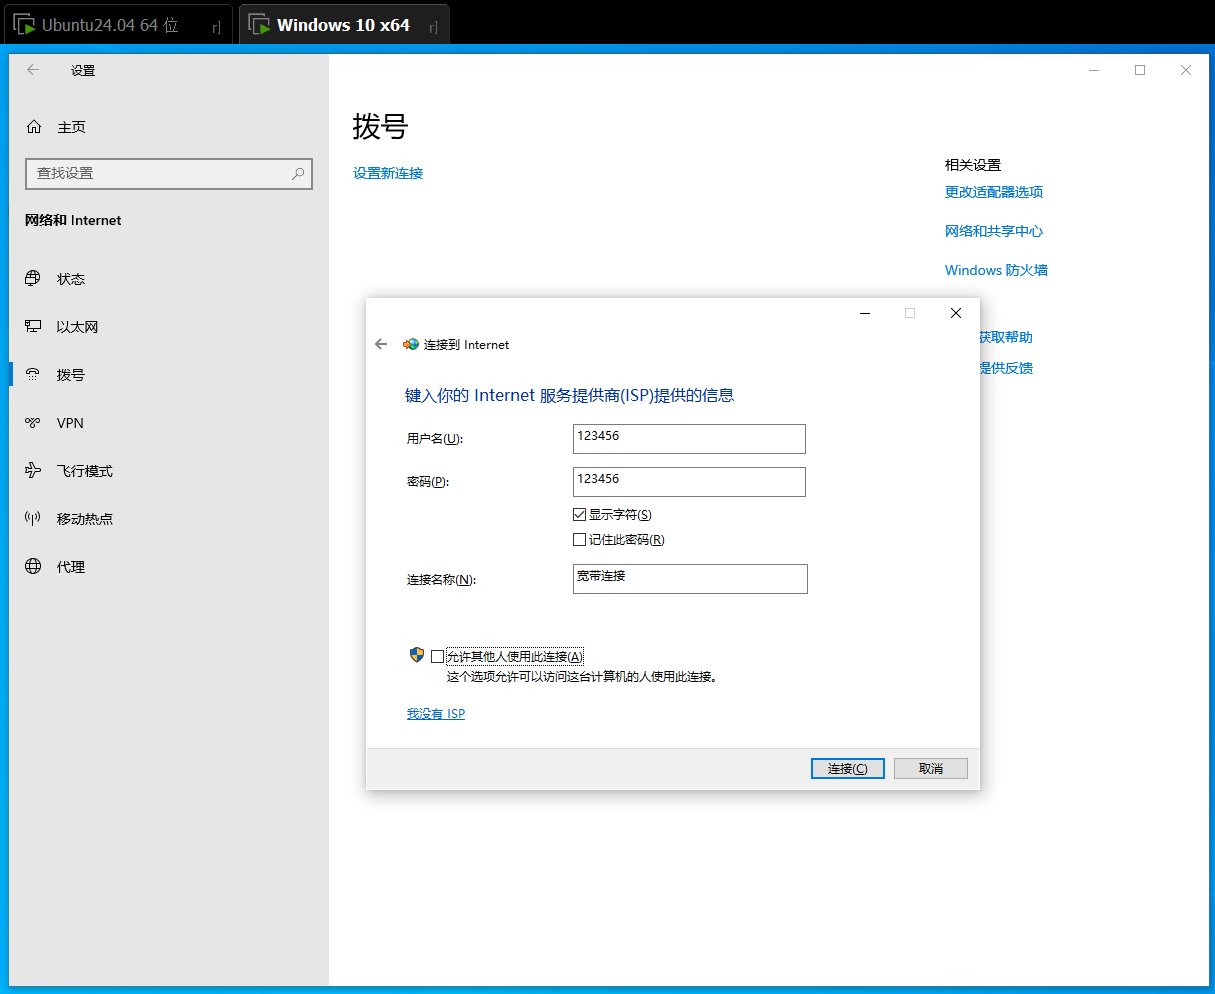 Ubuntu24.04 64 位
r]
Windows 10 x64
r]
设置
主页
查找设置
网络和 Internet
状态
以太网
拨号
VPN
飞行模式
移动热点
代理
拨号
设置新连接
相关设置
更改适配器选项
网络和共享中心
Windows 防火墙
获取帮助
提供反馈
连接到 Internet
键入你的 Internet 服务提供商(ISP)提供的信息
用户名(U):
123456
密码(P):
123456
显示字符(S)
记住此密码(R)
连接名称(N):
宽带连接
允许其他人使用此连接(A)
这个选项允许可以访问这台计算机的人使用此连接。
我没有 ISP
连接(C)
取消